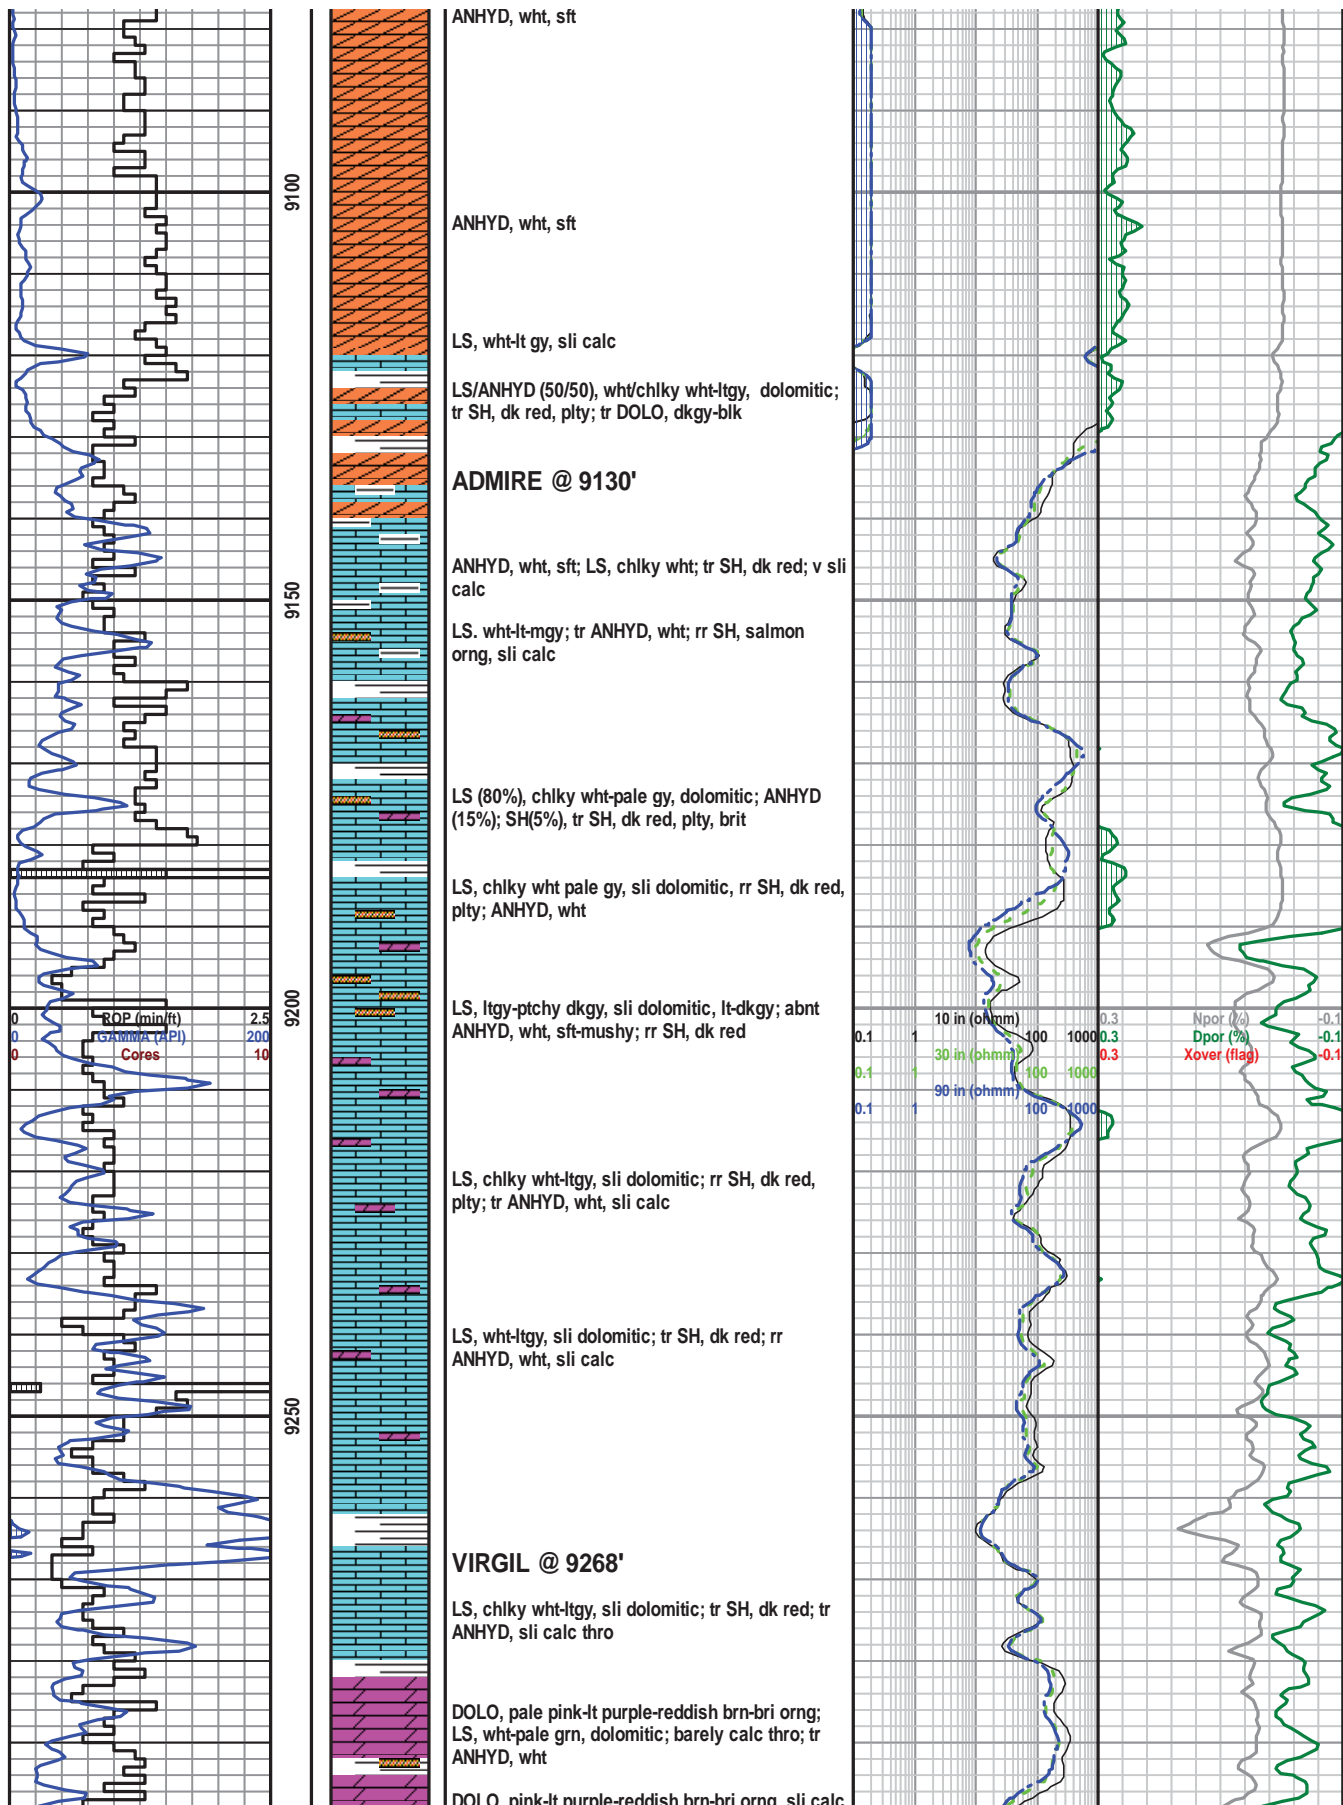 ANHYD, wht, sft
9100
ANHYD, wht, sft
LS, wht-lt gy, sli calc
LS/ANHYD (50/50), wht/chlky wht-ltgy, dolomitic;
tr SH, dk red, plty; tr DOLO, dkgy-blk
ADMIRE @ 9130'
ANHYD, wht, sft; LS, chlky wht; tr SH, dk red; v sli
calc
9150
LS. wht-lt-mgy; tr ANHYD, wht; rr SH, salmon
orng, sli calc
LS (80%), chlky wht-pale gy, dolomitic; ANHYD
(15%); SH(5%), tr SH, dk red, plty, brit
LS, chlky wht pale gy, sli dolomitic, rr SH, dk red,
plty; ANHYD, wht
9200
LS, ltgy-ptchy dkgy, sli dolomitic, lt-dkgy; abnt
ANHYD, wht, sft-mushy; rr SH, dk red
0 ROP (min/ft) 2.5
0 GAMMA (API) 200
0 Cores 10
10 in (ohmm)
0.1 1 100 1000
30 in (ohmm)
0.1 1 100 1000
90 in (ohmm)
0.1 1 100 1000
0.3 Npor (%) -0.1
0.3 Dpor (%) -0.1
0.3 Xover (flag) -0.1
LS, chlky wht-ltgy, sli dolomitic; rr SH, dk red,
plty; tr ANHYD, wht, sli calc
LS, wht-ltgy, sli dolomitic; tr SH, dk red; rr
ANHYD, wht, sli calc
9250
VIRGIL @ 9268'
LS, chlky wht-ltgy, sli dolomitic; tr SH, dk red; tr
ANHYD, sli calc thro
DOLO, pale pink-lt purple-reddish brn-bri orng;
LS, wht-pale grn, dolomitic; barely calc thro; tr
ANHYD, wht
DOLO, pink-lt purple-reddish brn-bri orng, sli calc